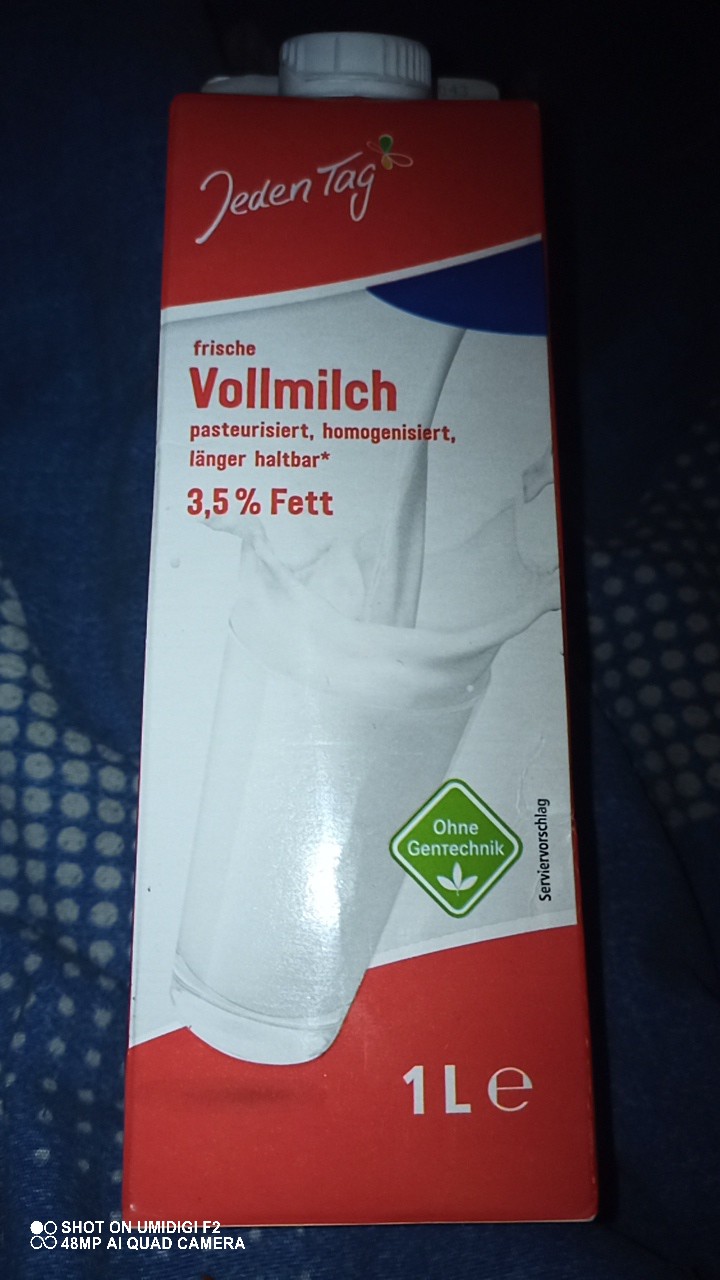 Jeden Tag
frische
Vollmilch
pasteurisiert, homogenisiert,
länger haltbar*
3,5% Fett
Ohne
GenTechnik
Serviervorschlag
1L e
SHOT ON UMIDIGI F2
48MP AI QUAD CAMERA